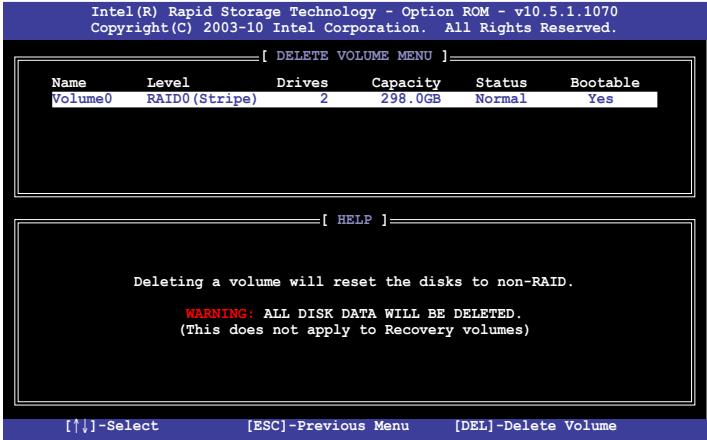 Intel(R) Rapid Storage Technology - Option ROM - v10.5.1.1070
Copyright(C) 2003-10 Intel Corporation. All Rights Reserved.
[ DELETE VOLUME MENU ]
Name Level Drives Capacity Status Bootable
Volume0 RAID0(Stripe) 2 298.0GB Normal Yes
[ HELP ]
Deleting a volume will reset the disks to non-RAID.
WARNING: ALL DISK DATA WILL BE DELETED.
(This does not apply to Recovery volumes)
[↑↓]-Select [ESC]-Previous Menu [DEL]-Delete Volume